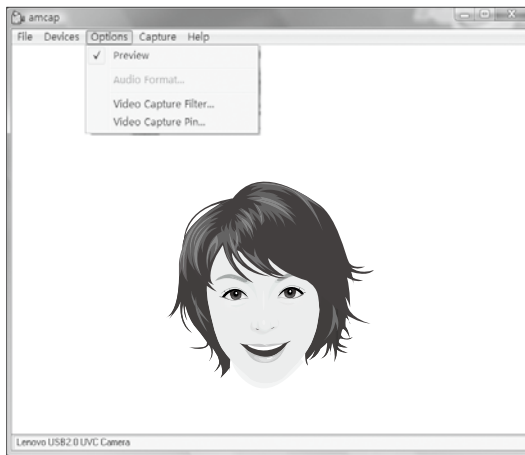 amcap
File Devices Options Capture Help
✓ Preview
Audio Format...
Video Capture Filter...
Video Capture Pin...
Lenovo USB2.0 UVC Camera